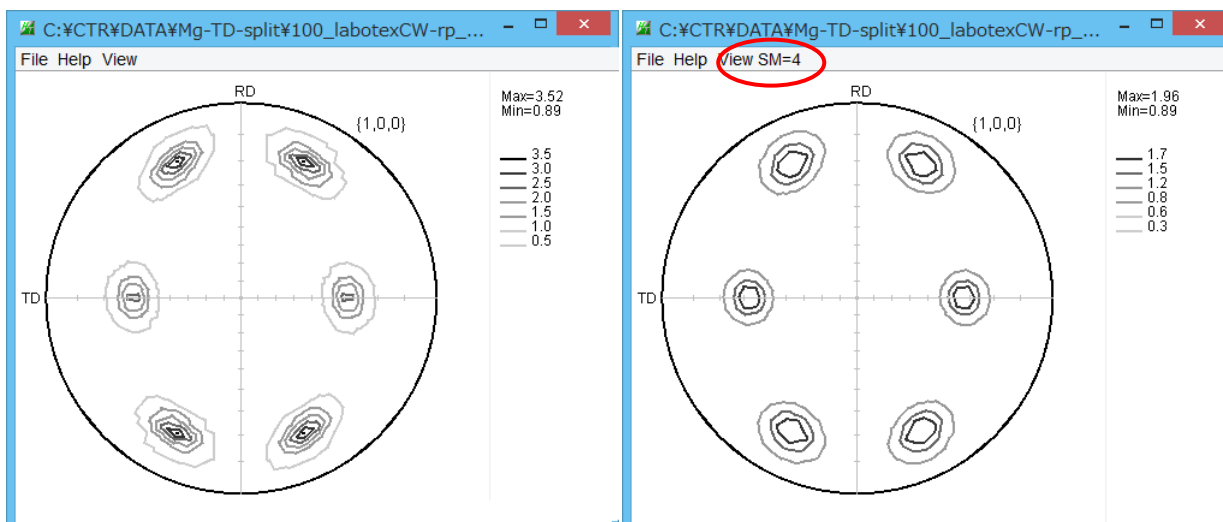 C:¥CTR¥DATA¥Mg-TD-split¥100_labotexCW-rp_...
File Help View
RD
{1,0,0}
TD
Max=3.52
Min=0.89
3.5
3.0
2.5
2.0
1.5
1.0
0.5
C:¥CTR¥DATA¥Mg-TD-split¥100_labotexCW-rp_...
File Help View SM=4
RD
{1,0,0}
TD
Max=1.96
Min=0.89
1.7
1.5
1.2
0.8
0.6
0.3